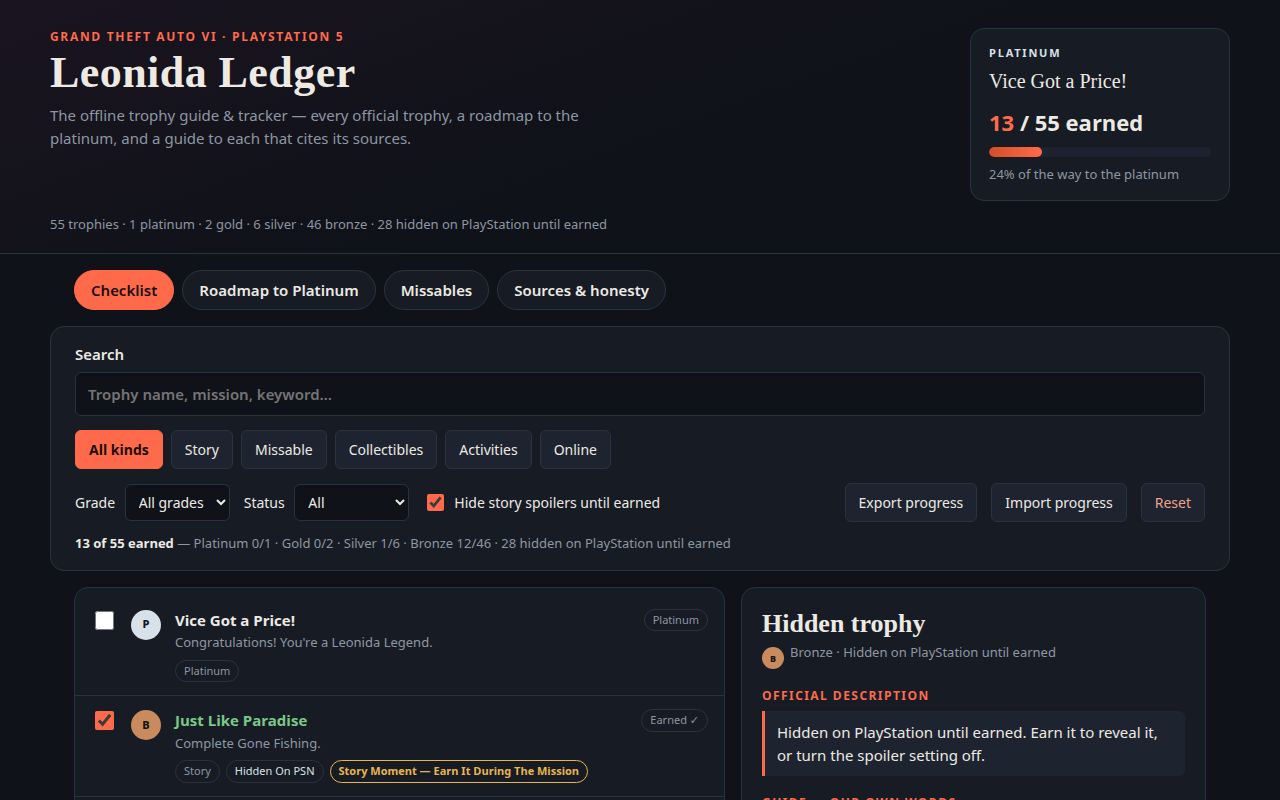 GRAND THEFT AUTO VI · PLAYSTATION 5
Leonida Ledger
The offline trophy guide & tracker — every official trophy, a roadmap to the
platinum, and a guide to each that cites its sources.
55 trophies · 1 platinum · 2 gold · 6 silver · 46 bronze · 28 hidden on PlayStation until earned
PLATINUM
Vice Got a Price!
13 / 55 earned
24% of the way to the platinum
Checklist
Roadmap to Platinum
Missables
Sources & honesty
Search
Trophy name, mission, keyword...
All kinds
Story
Missable
Collectibles
Activities
Online
Grade
All grades
Status
All
Hide story spoilers until earned
Export progress
Import progress
Reset
13 of 55 earned — Platinum 0/1 · Gold 0/2 · Silver 1/6 · Bronze 12/46 · 28 hidden on PlayStation until earned
P
Vice Got a Price!
Platinum
Congratulations! You're a Leonida Legend.
Platinum
B
Just Like Paradise
Earned ✓
Complete Gone Fishing.
Story
Hidden On PSN
Story Moment — Earn It During The Mission
Hidden trophy
B
Bronze · Hidden on PlayStation until earned
OFFICIAL DESCRIPTION
Hidden on PlayStation until earned. Earn it to reveal it,
or turn the spoiler setting off.
GUIDE — OUR OWN WORDS